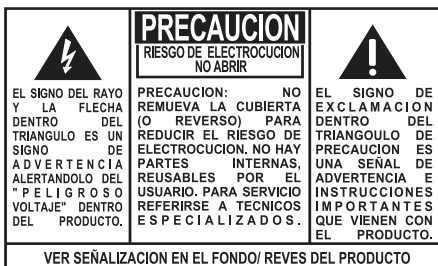 PRECAUCION
RIESGO DE ELECTROCUCION
NO ABRIR
EL SIGNO DEL RAYO
Y LA FLECHA
DENTRO DEL
TRIANGULO ES UN
SIGNO DE
ADVERTENCIA
ALERTANDOLO DEL
"PELIGROSO
VOLTAJE" DENTRO
DEL PRODUCTO.
PRECAUCION: NO
REMUEVA LA CUBIERTA
(O REVERSO) PARA
REDUCIR EL RIESGO DE
ELECTROCUCION. NO HAY
PARTES INTERNAS,
REUSABLES POR EL
USUARIO. PARA SERVICIO
REFERIRSE A TECNICOS
ESPECIALIZADOS.
EL SIGNO DE
EXCLAMACION
DENTRO DEL
TRIANGOULO DE
PRECAUCION ES
UNA SEÑAL DE
ADVERTENCIA E
INSTRUCCIONES
IMPORTANTES
QUE VIENEN CON
EL PRODUCTO.
VER SEÑALIZACION EN EL FONDO/ REVES DEL PRODUCTO